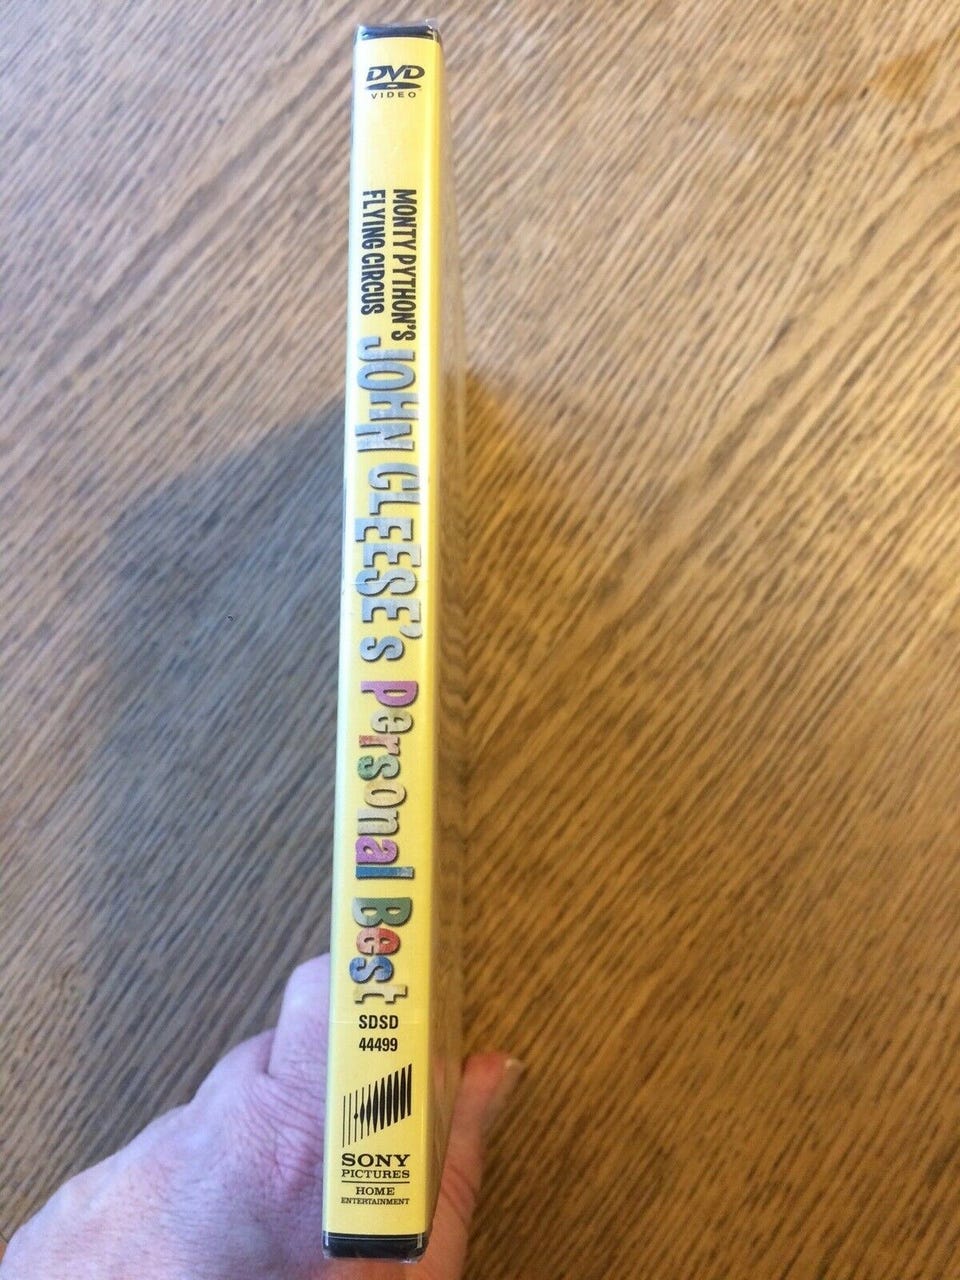 DVD
VIDEO
MONTY PYTHON'S
FLYING CIRCUS
JOHN CLEESE's Personal Best
SDSD
44499
SONY
PICTURES
HOME
ENTERTAINMENT